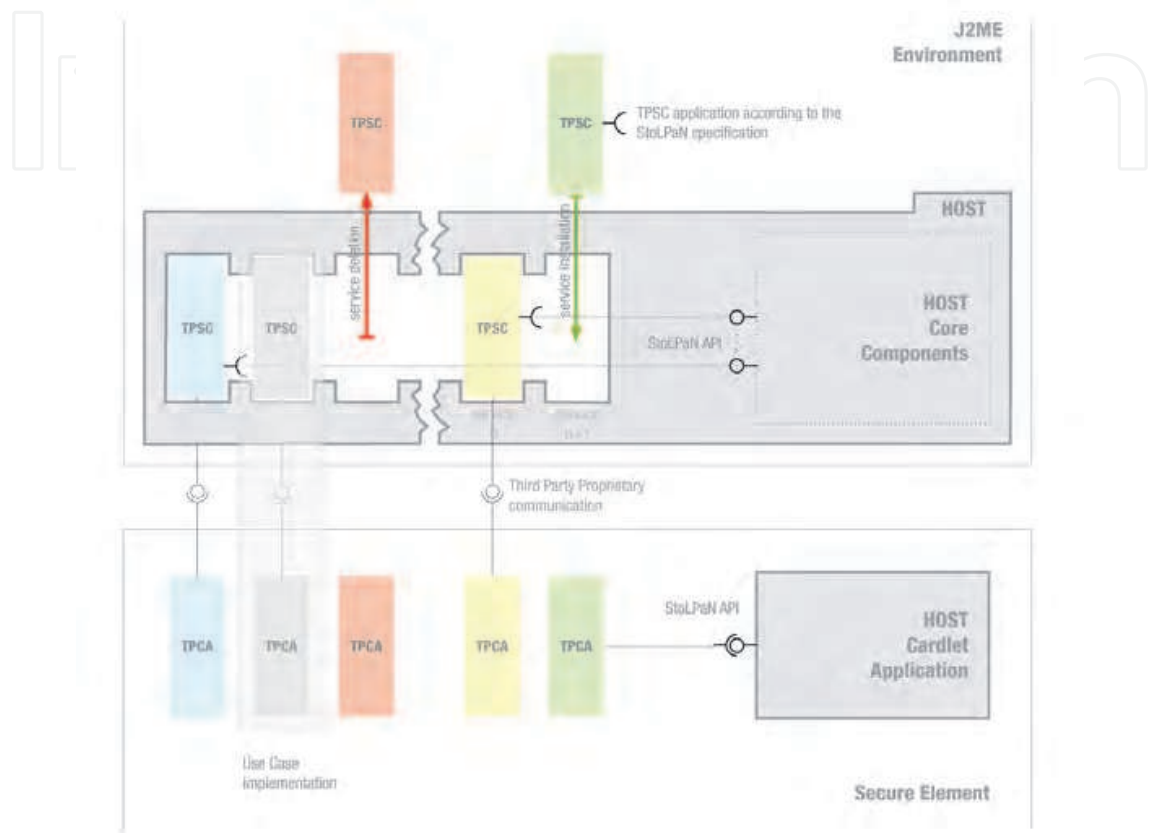 J2ME
Environment
TPSC
TPSC
TPSC application according to the
StoLPaN specification
HOST
service deletion
service installation
TPSC
TPSC
TPSC
StoLPaN API
HOST
Core
Components
Third Party Proprietary
communication
TPCA
TPCA
TPCA
TPCA
TPCA
StoLPaN API
HOST
Cardlet
Application
Use Case
Implementation
Secure Element